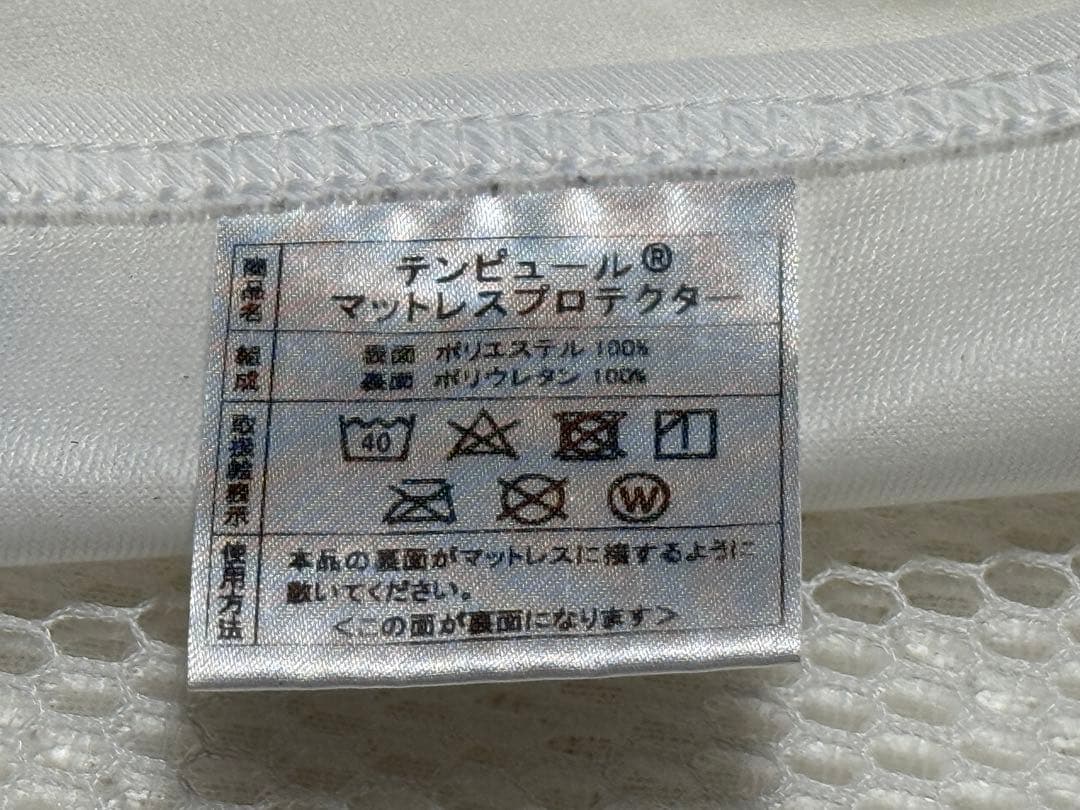 商品名
テンピュール®
マットレスプロテクター
組成
表面 ポリエステル 100%
裏面 ポリウレタン 100%
取扱絵表示
40
W
使用方法
本品の裏面がマットレスに接するように
敷いてください。
<この面が裏面になります>